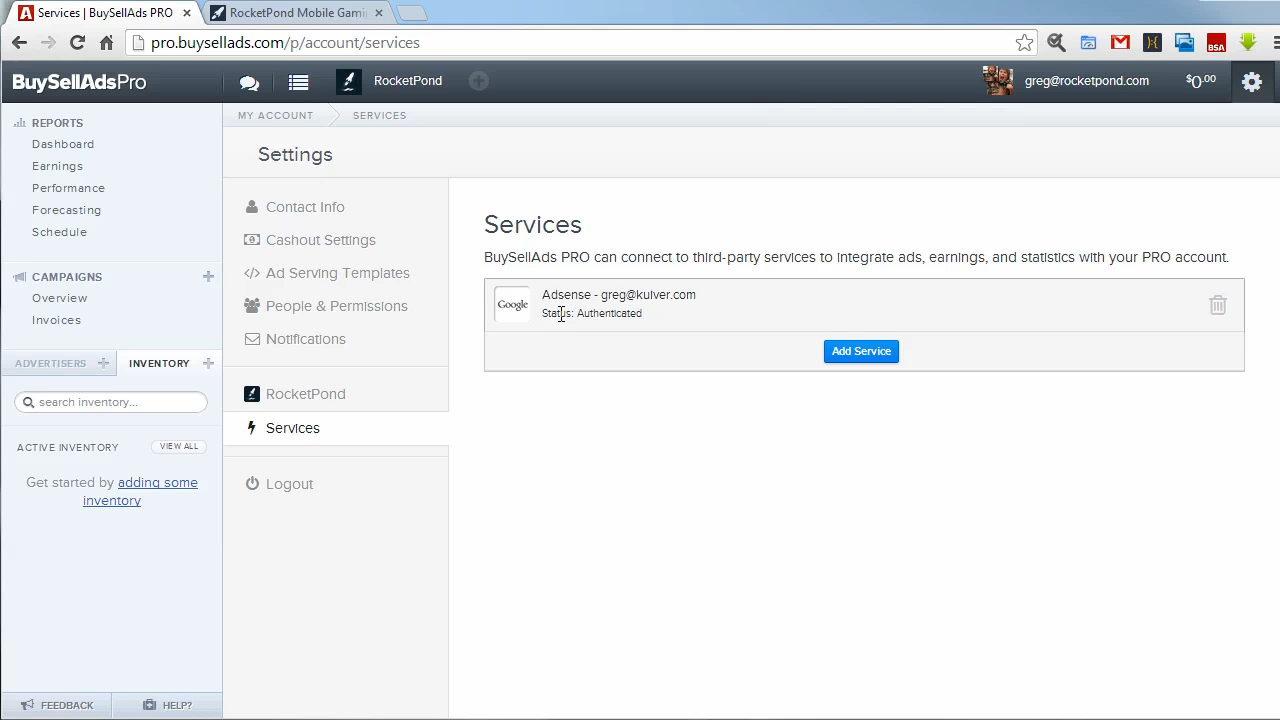 Services | BuySellAds PRO
RocketPond Mobile Gami
pro.buysellads.com/p/account/services
BSA
BuySellAdsPro
RocketPond
greg@rocketpond.com
$0.00
REPORTS
Dashboard
Earnings
Performance
Forecasting
Schedule
CAMPAIGNS
Overview
Invoices
ADVERTISERS
INVENTORY
search inventory...
ACTIVE INVENTORY
VIEW ALL
Get started by adding some
inventory
FEEDBACK
HELP?
MY ACCOUNT
SERVICES
Settings
Contact Info
Cashout Settings
Ad Serving Templates
People & Permissions
Notifications
RocketPond
Services
Logout
Services
BuySellAds PRO can connect to third-party services to integrate ads, earnings, and statistics with your PRO account.
Google
Adsense - greg@kulver.com
Status: Authenticated
Add Service